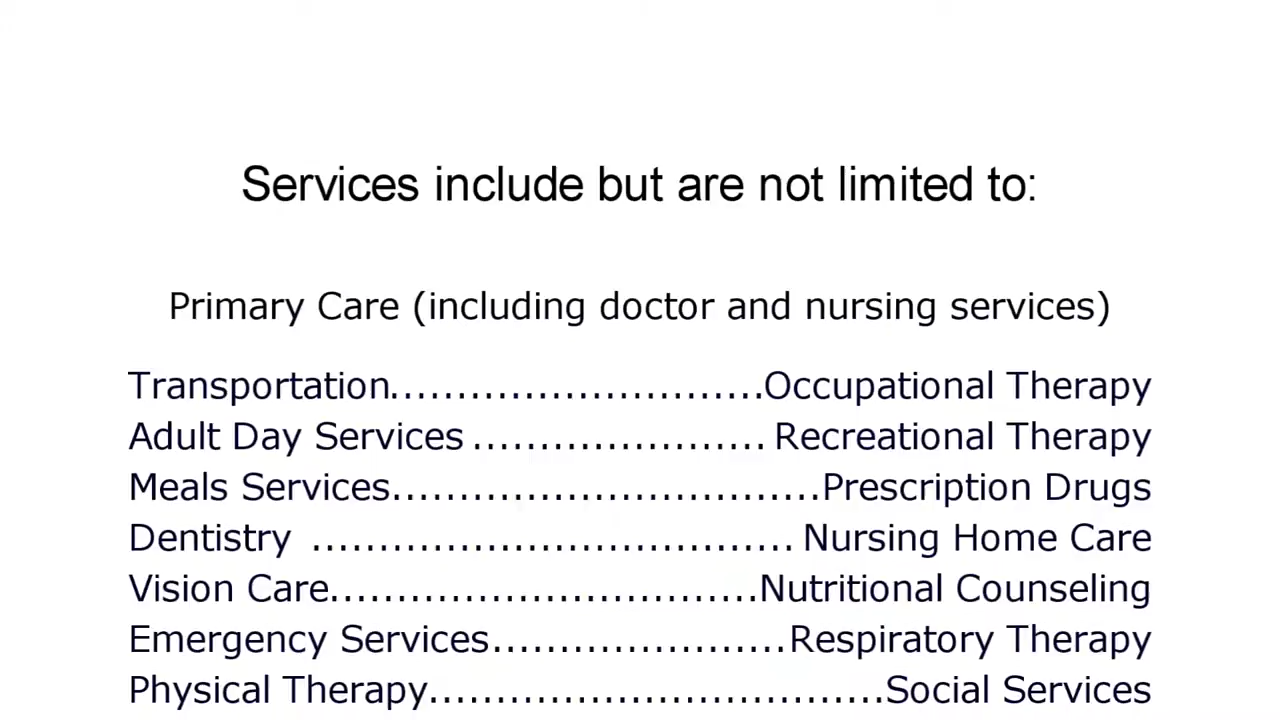 Services include but are not limited to:
Primary Care (including doctor and nursing services)
Transportation............................Occupational Therapy
Adult Day Services ...................... Recreational Therapy
Meals Services................................Prescription Drugs
Dentistry .................................... Nursing Home Care
Vision Care................................Nutritional Counseling
Emergency Services......................Respiratory Therapy
Physical Therapy..................................Social Services